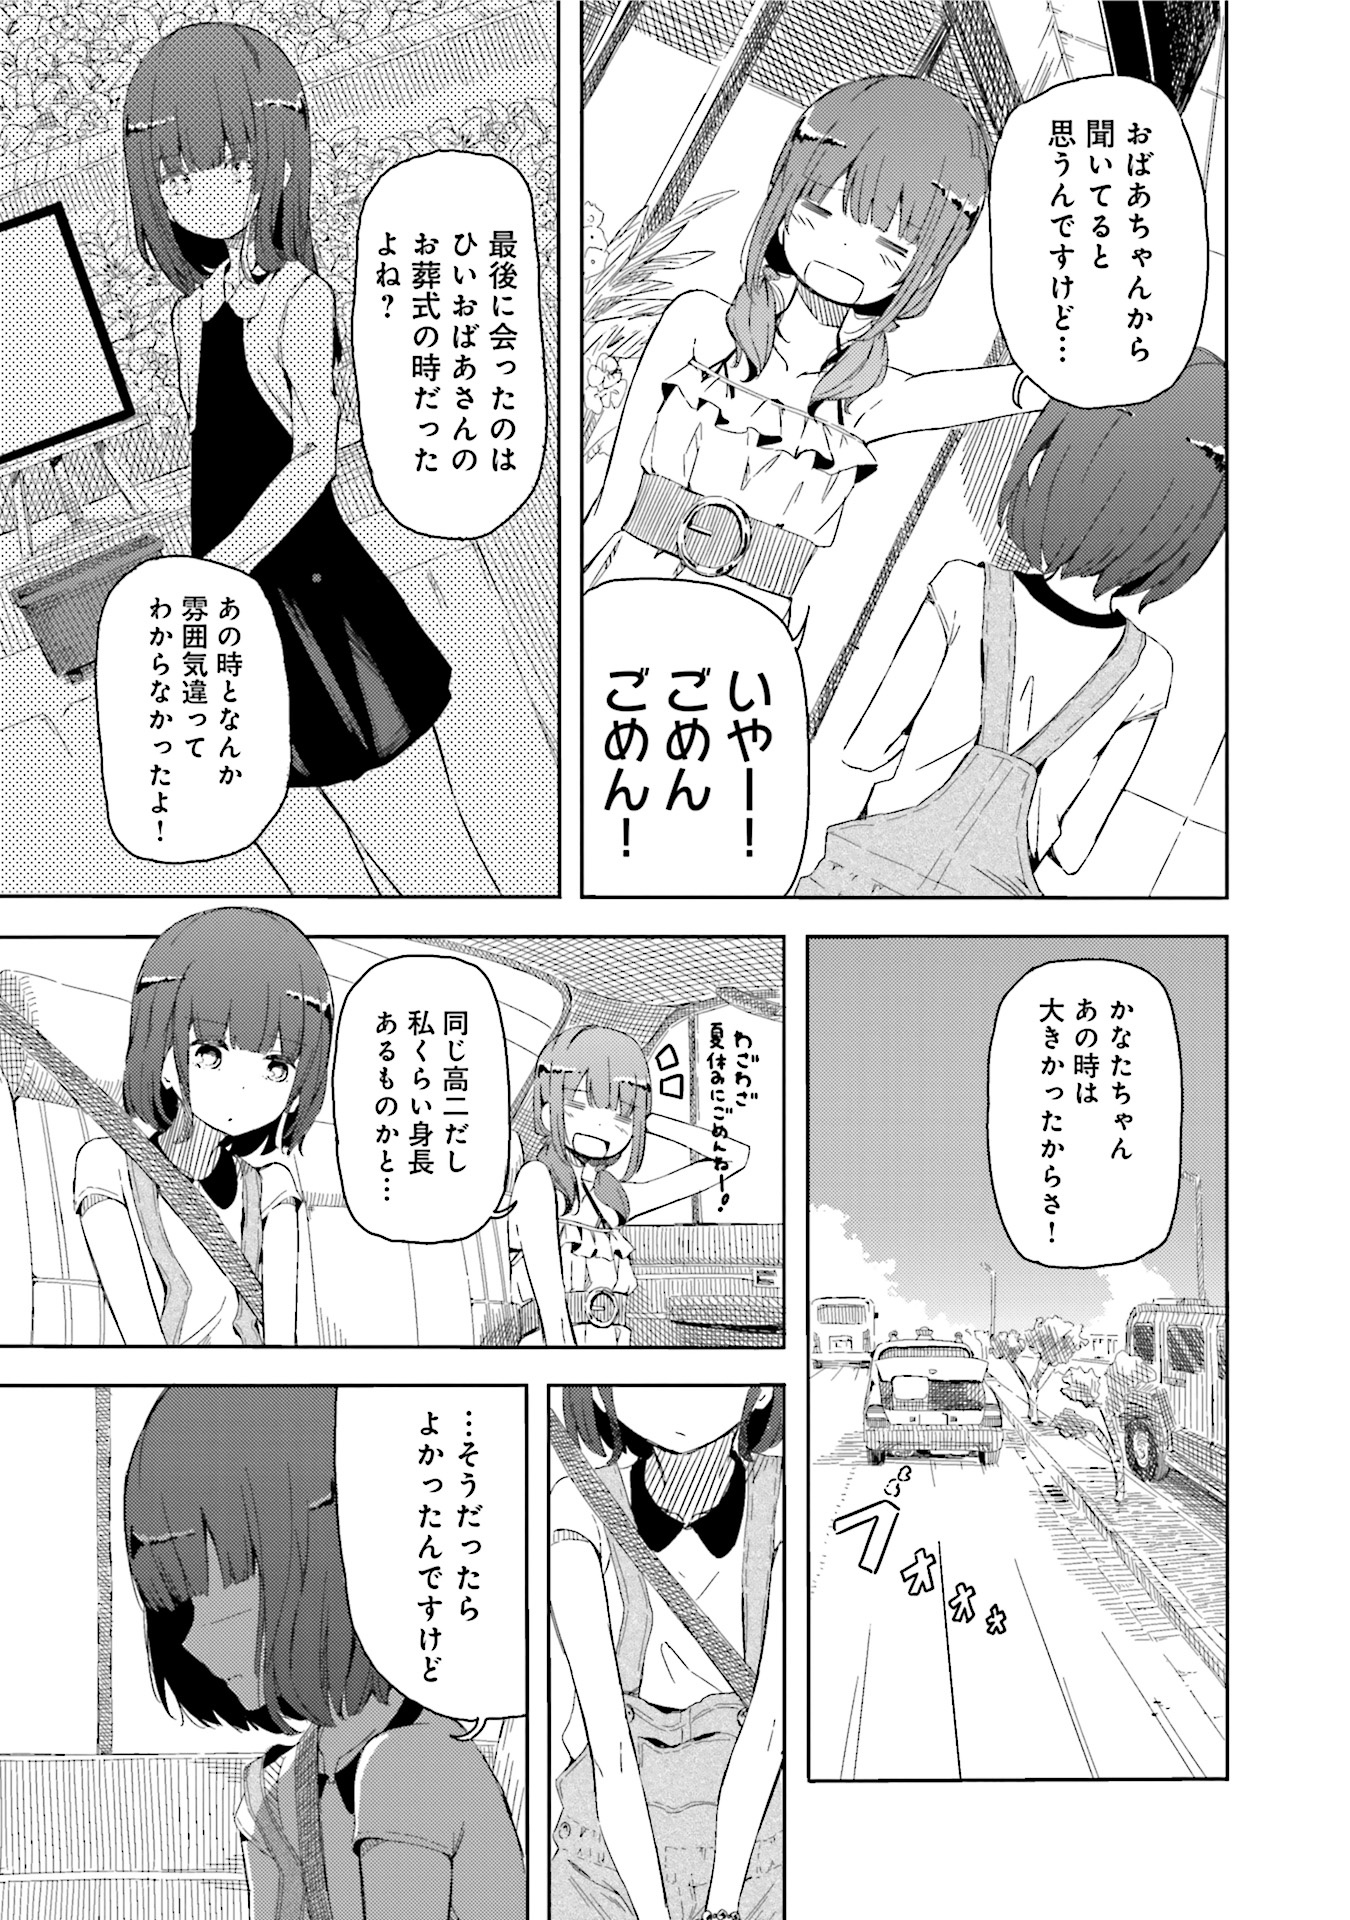 おばあちゃんから
聞いてると
思うんですけど…
いやー！
ごめん
ごめん！
最後に会ったのは
ひいおばあさんの
お葬式の時だった
よね？
あの時となんか
雰囲気違って
わからなかったよ！
かなたちゃん
あの時は
大きかったからさ！
ブオオオ
わざわざ
夏休みにごめんねー！
同じ高二だし
私くらい身長
あるものかと…
…そうだったら
よかったんですけど